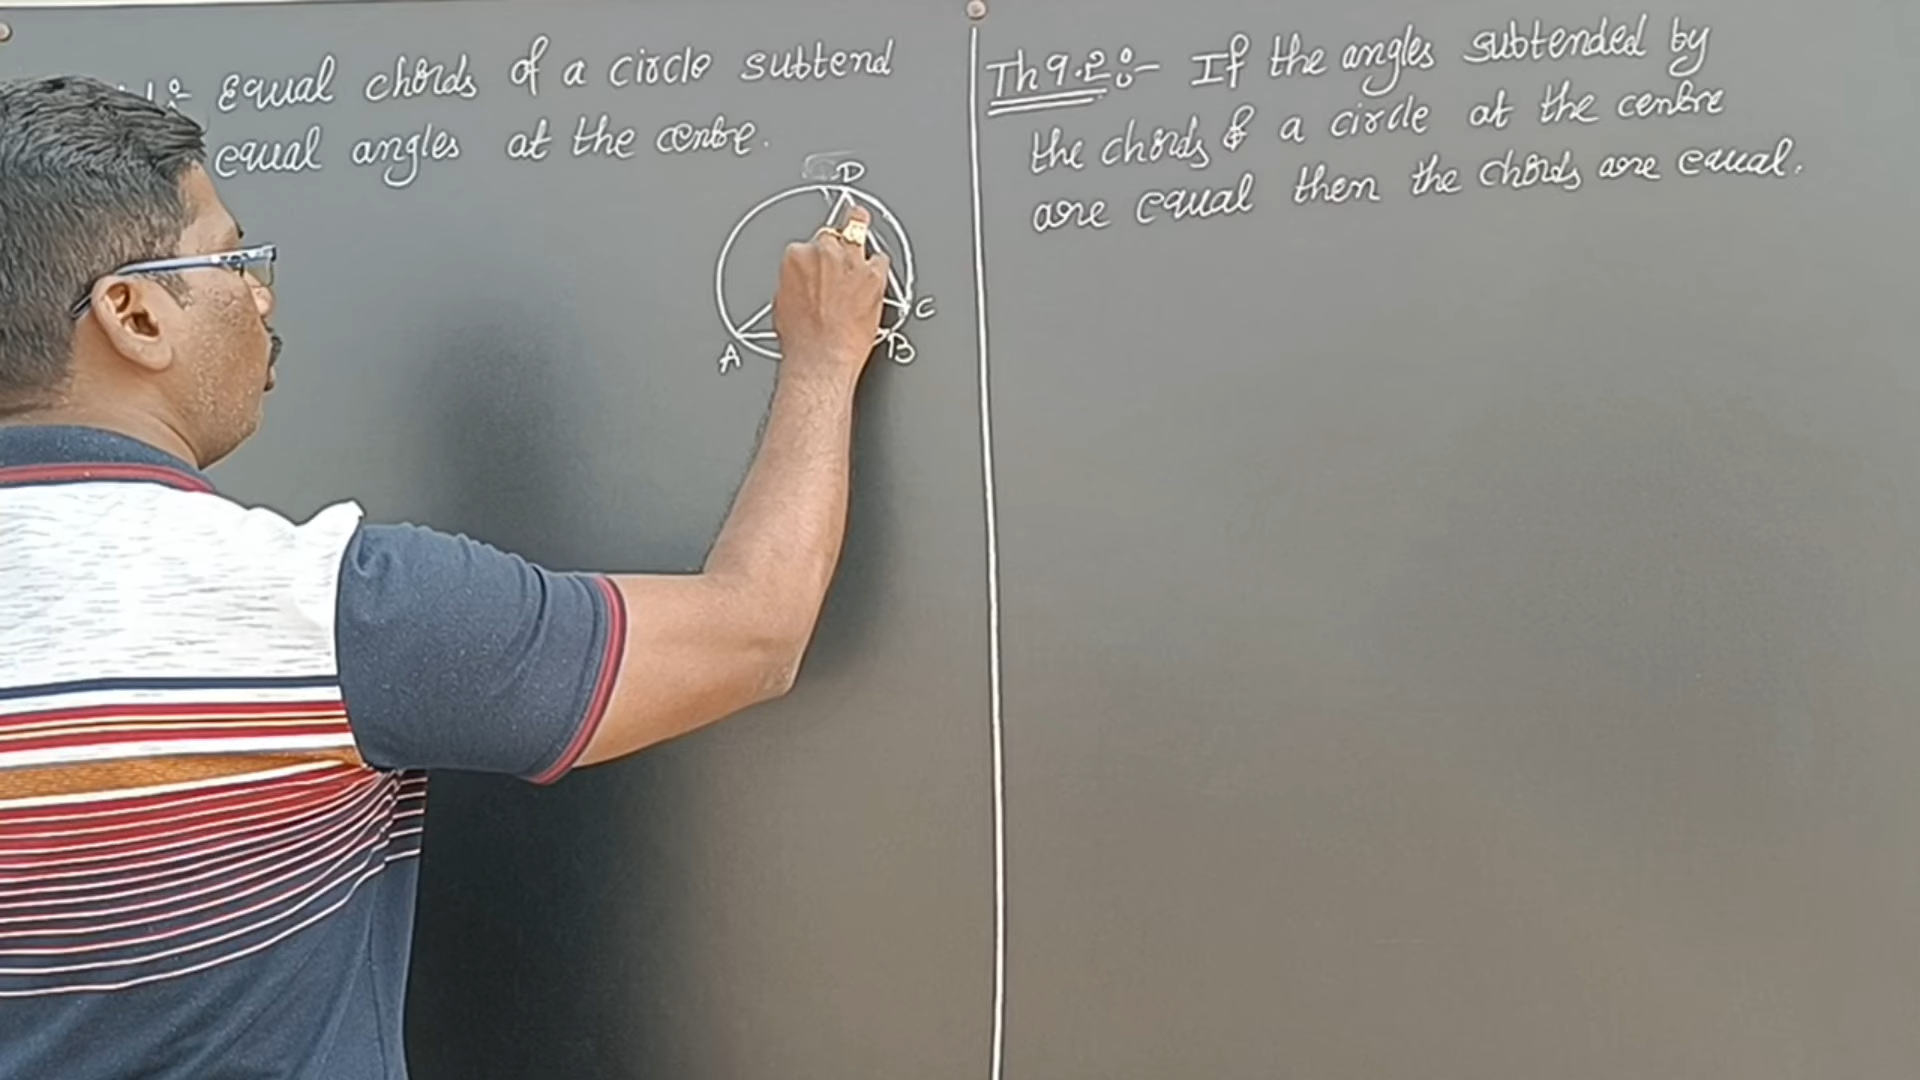 Equal chords of a circle subtend
equal angles at the centre.
D
C
A
B
Th 9.2:- If the angles subtended by
the chords of a circle at the centre
are equal then the chords are equal.